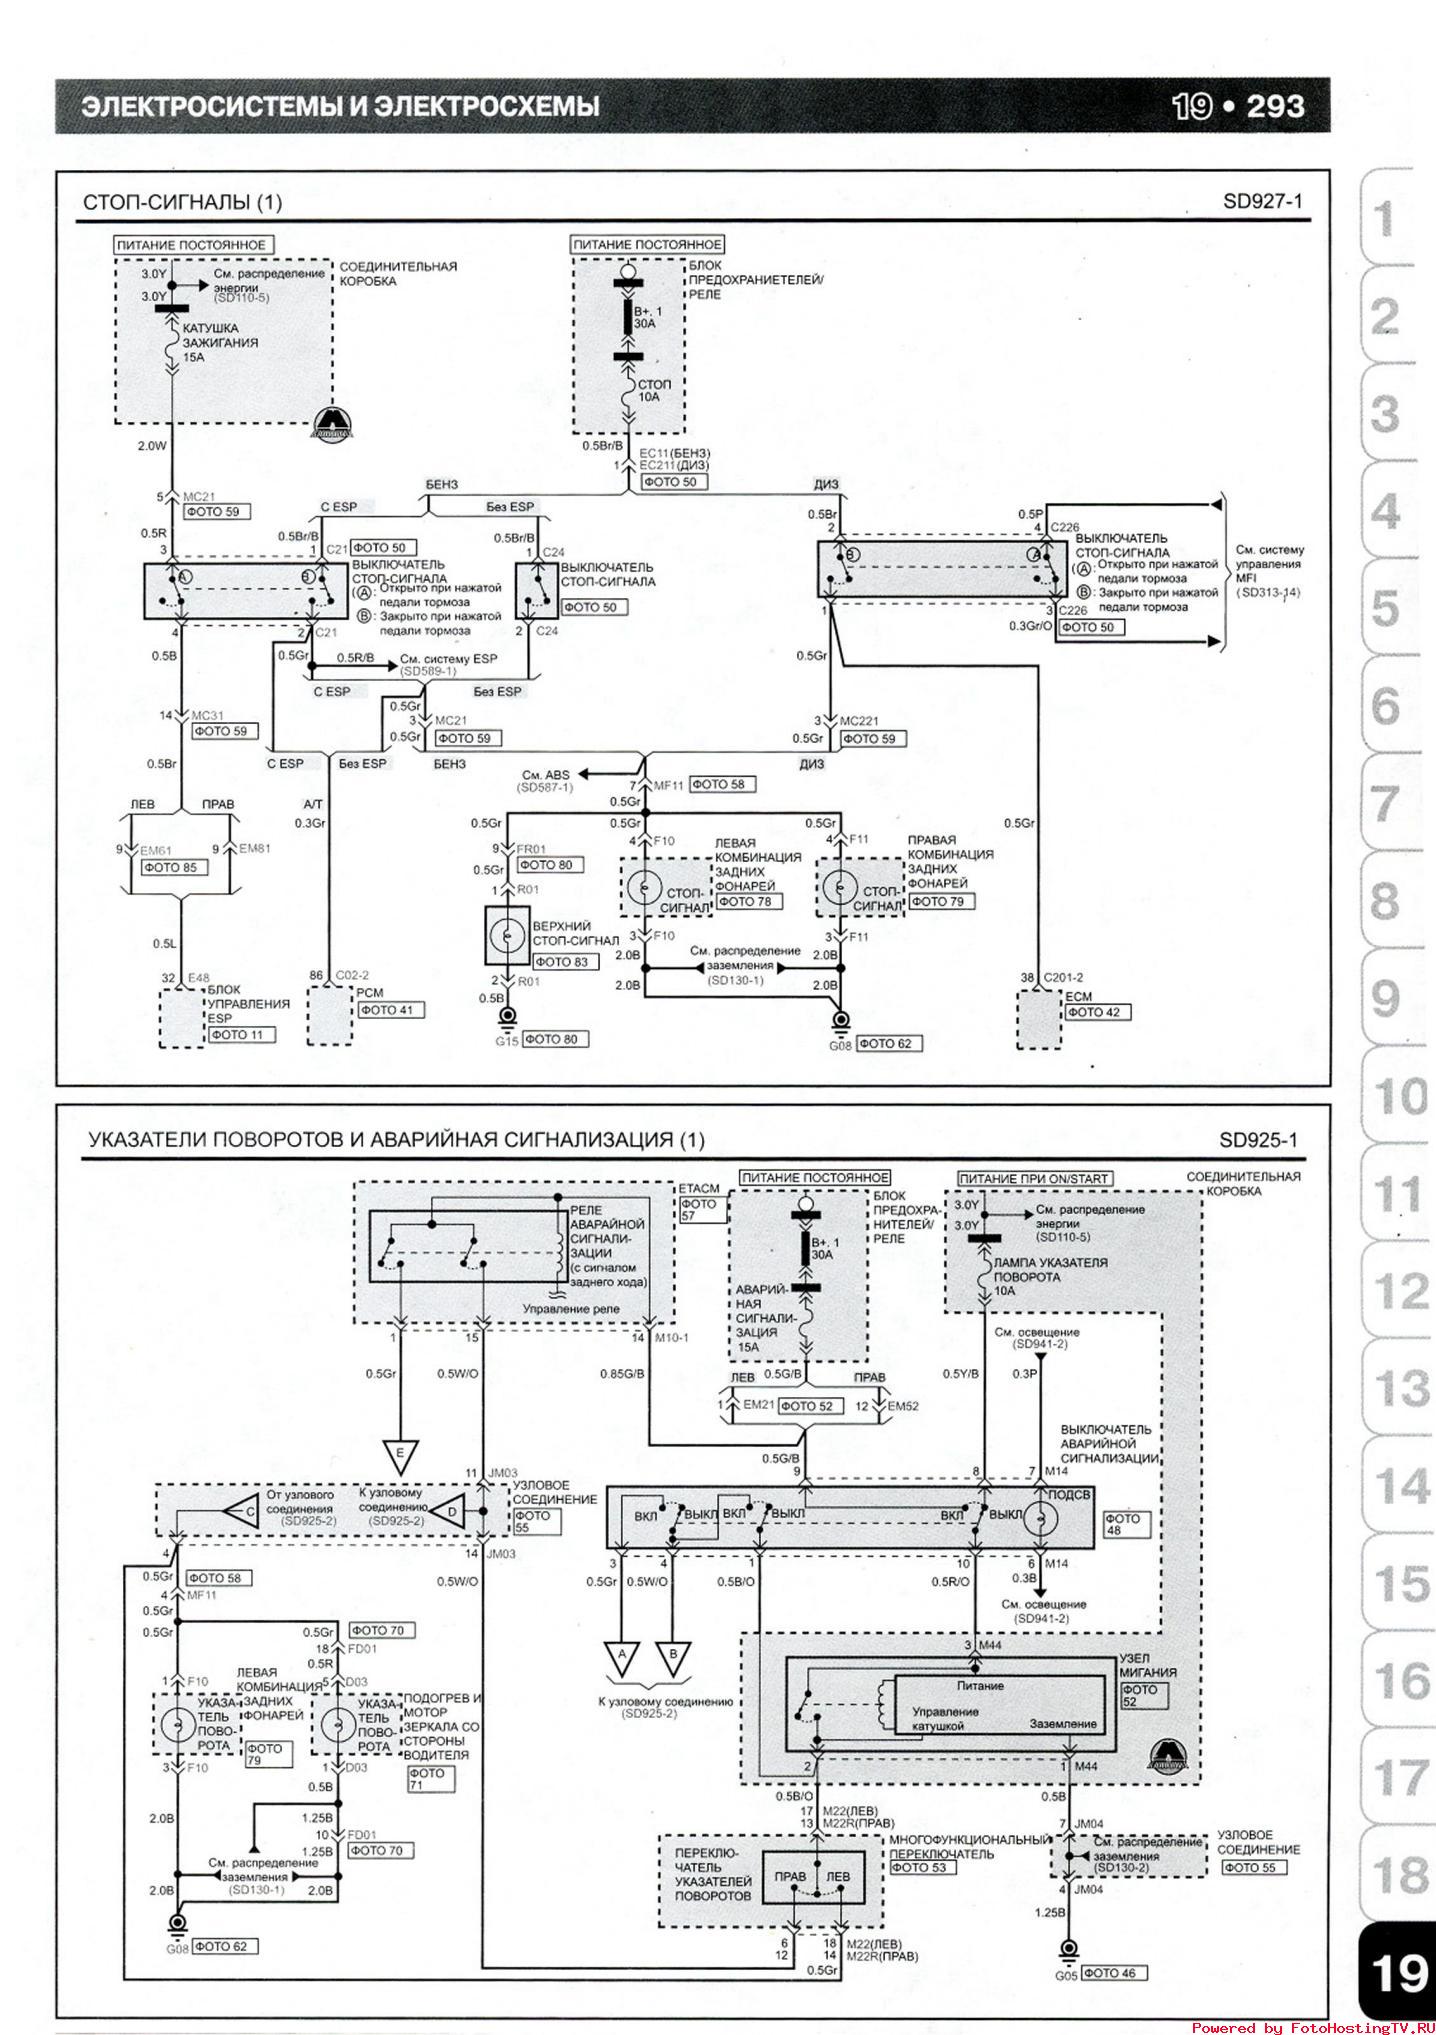 ЭЛЕКТРОСИСТЕМЫ И ЭЛЕКТРОСХЕМЫ
19 • 293
СТОП-СИГНАЛЫ (1)
SD927-1
ПИТАНИЕ ПОСТОЯННОЕ
3.0Y
3.0Y
См. распределение
энергии
(SD110-5)
СОЕДИНИТЕЛЬНАЯ
КОРОБКА
КАТУШКА
ЗАЖИГАНИЯ
15А
ПИТАНИЕ ПОСТОЯННОЕ
БЛОК
ПРЕДОХРАНИЕТЕЛЕЙ/
РЕЛЕ
В+. 1
30А
СТОП
10А
2.0W
0.5Br/B
EC11(БЕНЗ)
1
EC211(ДИЗ)
ФОТО 50
БЕНЗ
ДИЗ
5
MC21
ФОТО 59
С ESP
Без ESP
0.5R
3
0.5Br/B
1
C21
ФОТО 50
0.5Br/B
1
C24
0.5Br
2
0.5P
4
C226
A
B
ВЫКЛЮЧАТЕЛЬ
СТОП-СИГНАЛА
(A): Открыто при нажатой
педали тормоза
(B): Закрыто при нажатой
педали тормоза
ВЫКЛЮЧАТЕЛЬ
СТОП-СИГНАЛА
ФОТО 50
B
A
ВЫКЛЮЧАТЕЛЬ
СТОП-СИГНАЛА
(A): Открыто при нажатой
педали тормоза
(B): Закрыто при нажатой
педали тормоза
См. систему
управления
MFI
(SD313-14)
4
2
C21
2
C24
1
3
C226
0.3Gr/O
ФОТО 50
0.5B
0.5Gr
0.5R/B
См. систему ESP
(SD589-1)
0.5Gr
С ESP
Без ESP
14
MC31
ФОТО 59
0.5Gr
3
MC21
0.5Gr
ФОТО 59
3
MC221
0.5Gr
ФОТО 59
0.5Br
С ESP
Без ESP
БЕНЗ
ДИЗ
См. ABS
(SD587-1)
7
MF11
ФОТО 58
0.5Gr
ЛЕВ
ПРАВ
A/T
0.3Gr
0.5Gr
0.5Gr
0.5Gr
0.5Gr
9
EM61
9
EM81
ФОТО 85
9
FR01
ФОТО 80
0.5Gr
1
R01
4
F10
4
F11
ЛЕВАЯ
КОМБИНАЦИЯ
ЗАДНИХ
ФОНАРЕЙ
ФОТО 78
СТОП-
СИГНАЛ
ПРАВАЯ
КОМБИНАЦИЯ
ЗАДНИХ
ФОНАРЕЙ
ФОТО 79
СТОП-
СИГНАЛ
ВЕРХНИЙ
СТОП-СИГНАЛ
ФОТО 83
0.5L
3
F10
3
F11
2.0B
См. распределение
заземления
(SD130-1)
2.0B
2.0B
2.0B
32
E48
86
C02-2
2
R01
0.5B
38
C201-2
БЛОК
УПРАВЛЕНИЯ
ESP
ФОТО 11
PCM
ФОТО 41
ECM
ФОТО 42
G15
ФОТО 80
G08
ФОТО 62
УКАЗАТЕЛИ ПОВОРОТОВ И АВАРИЙНАЯ СИГНАЛИЗАЦИЯ (1)
SD925-1
ETACM
ФОТО
57
РЕЛЕ
АВАРИЙНОЙ
СИГНАЛИ-
ЗАЦИИ
(с сигналом
заднего хода)
Управление реле
ПИТАНИЕ ПОСТОЯННОЕ
БЛОК
ПРЕДОХРА-
НИТЕЛЕЙ/
РЕЛЕ
В+. 1
30А
АВАРИЙ-
НАЯ
СИГНАЛИ-
ЗАЦИЯ
15А
ПИТАНИЕ ПРИ ON/START
3.0Y
3.0Y
См. распределение
энергии
(SD110-5)
СОЕДИНИТЕЛЬНАЯ
КОРОБКА
ЛАМПА УКАЗАТЕЛЯ
ПОВОРОТА
10А
См. освещение
(SD941-2)
1
15
14
M10-1
0.5Gr
0.5W/O
0.85G/B
ЛЕВ
0.5G/B
ПРАВ
1
EM21
ФОТО 52
12
EM52
0.5Y/B
0.3P
E
0.5G/B
9
8
7
M14
ВЫКЛЮЧАТЕЛЬ
АВАРИЙНОЙ
СИГНАЛИЗАЦИИ
ФОТО
48
11
JM03
УЗЛОВОЕ
СОЕДИНЕНИЕ
ФОТО
55
От узлового
соединения
(SD925-2)
C
К узловому
соединению
(SD925-2)
D
ВКЛ
ВЫКЛ
ВКЛ
ВЫКЛ
ВКЛ
ВЫКЛ
ПОДСВ
4
14
JM03
3
4
1
10
6
M14
0.5Gr
ФОТО 58
4
MF11
0.5W/O
0.5Gr
0.5W/O
0.5B/O
0.5R/O
0.3B
См. освещение
(SD941-2)
0.5Gr
0.5Gr
0.5Gr
ФОТО 70
18
FD01
0.5R
A
B
К узловому соединению
(SD925-2)
3
M44
УЗЕЛ
МИГАНИЯ
ФОТО
52
Питание
Управление
катушкой
Заземление
1
F10
5
D03
ЛЕВАЯ
КОМБИНАЦИЯ
ЗАДНИХ
ФОНАРЕЙ
ФОТО
79
УКАЗА-
ТЕЛЬ
ПОВО-
РОТА
УКАЗА-
ТЕЛЬ
ПОВО-
РОТА
ПОДОГРЕВ И
МОТОР
ЗЕРКАЛА СО
СТОРОНЫ
ВОДИТЕЛЯ
ФОТО
71
3
F10
1
D03
2
1
M44
0.5B
0.5B/O
0.5B
2.0B
1.25B
10
FD01
1.25B
ФОТО 70
17
M22(ЛЕВ)
13
M22R(ПРАВ)
7
JM04
УЗЛОВОЕ
СОЕДИНЕНИЕ
ФОТО 55
См. распределение
заземления
(SD130-1)
2.0B
2.0B
ПЕРЕКЛЮ-
ЧАТЕЛЬ
УКАЗАТЕЛЕЙ
ПОВОРОТОВ
ПРАВ
ЛЕВ
МНОГОФУНКЦИОНАЛЬНЫЙ
ПЕРЕКЛЮЧАТЕЛЬ
ФОТО 53
См. распределение
заземления
(SD130-2)
4
JM04
1.25B
G08
ФОТО 62
6
18
M22(ЛЕВ)
12
14
M22R(ПРАВ)
0.5Gr
G05
ФОТО 46
1
2
3
4
5
6
7
8
9
10
11
12
13
14
15
16
17
18
19
Powered by FotoHostingTV.RU